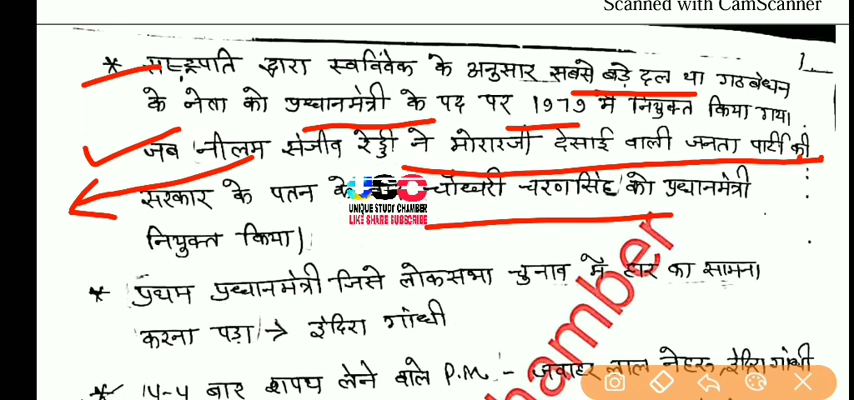 Scanned with CamScanner
* राष्ट्रपति द्वारा स्वविवेक के अनुसार सबसे बड़े दल या गठबंधन
के नेता को प्रधानमंत्री के पद पर 1979 में नियुक्त किया गया।
जब नीलम संजीव रेड्डी ने मोरारजी देसाई वाली जनता पार्टी की
सरकार के पतन के चौधरी चरणसिंह को प्रधानमंत्री
UNIQUE STUDY CHAMBER
LIKE SHARE SUBSCRIBE
नियुक्त किया)
* प्रथम प्रधानमंत्री जिसे लोकसभा चुनाव में हार का सामना
करना पड़ा → इंदिरा गांधी
* 4-4 बार शपथ लेने वाले P.M. - जवाहर लाल नेहरू, इंदिरा गांधी
hamber